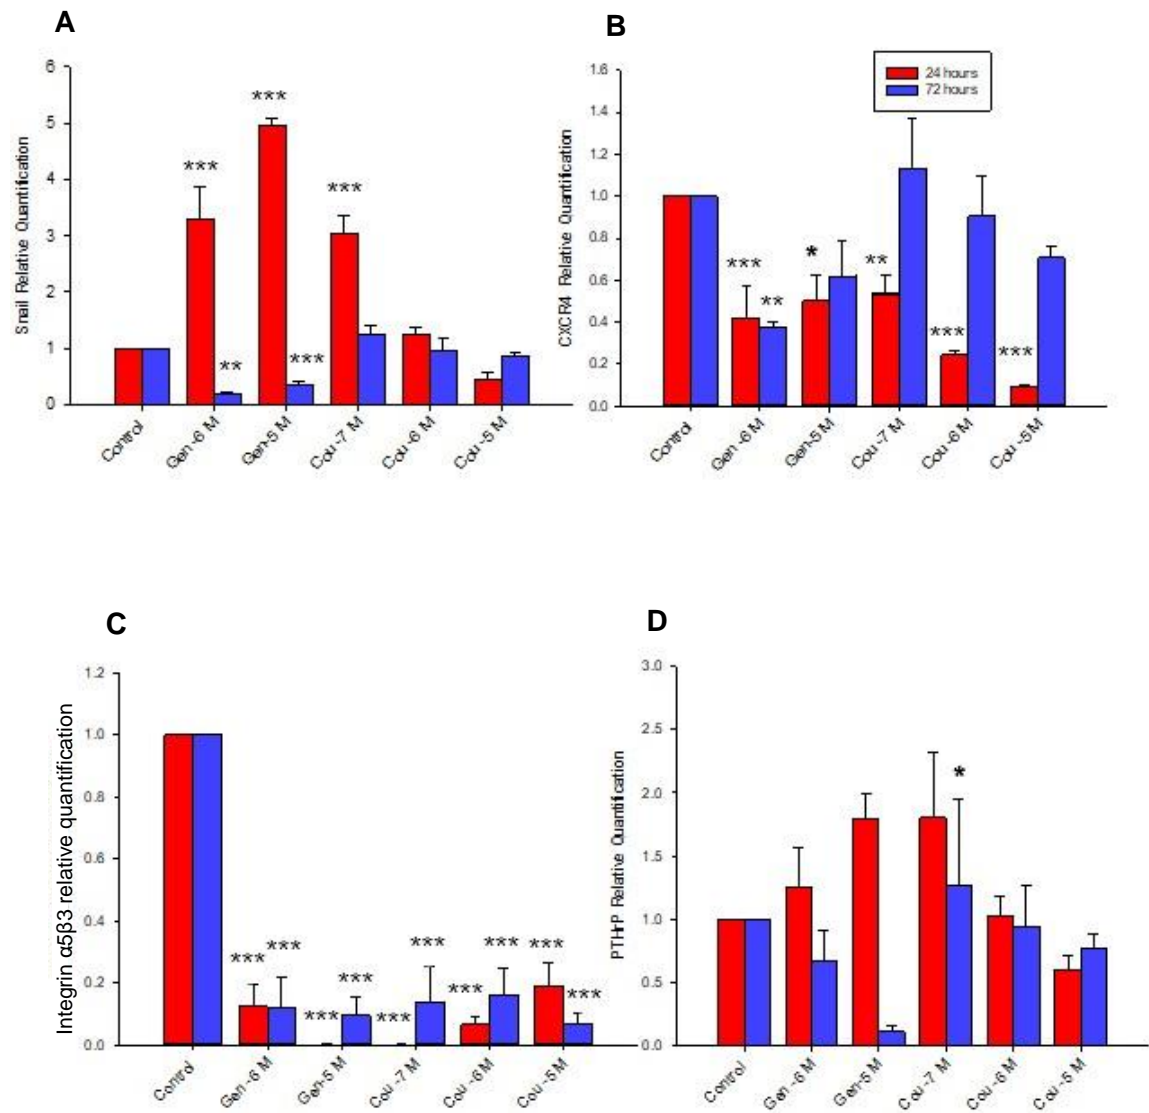 A
6
5
4
3
2
1
0
Snail Relative Quantification
***
**
***
***
***
Control
Gen -6 M
Gen-5 M
Cou -7 M
Cou -6 M
Cou -5 M
B
1.6
1.4
1.2
1.0
0.8
0.6
0.4
0.2
0.0
CXCR4 Relative Quantification
24 hours
72 hours
***
**
*
**
***
***
Control
Gen -6 M
Gen-5 M
Cou -7 M
Cou -6 M
Cou -5 M
C
1.2
1.0
0.8
0.6
0.4
0.2
0.0
Integrin α5β3 relative quantification
***
***
***
***
***
***
***
***
***
***
Control
Gen -6 M
Gen-5 M
Cou -7 M
Cou -6 M
Cou -5M
D
3.0
2.5
2.0
1.5
1.0
0.5
0.0
PTHrP Relative Quantification
*
Control
Gen -6 M
Gen-5 M
Cou -7 M
Cou -6 M
Cou -5 M